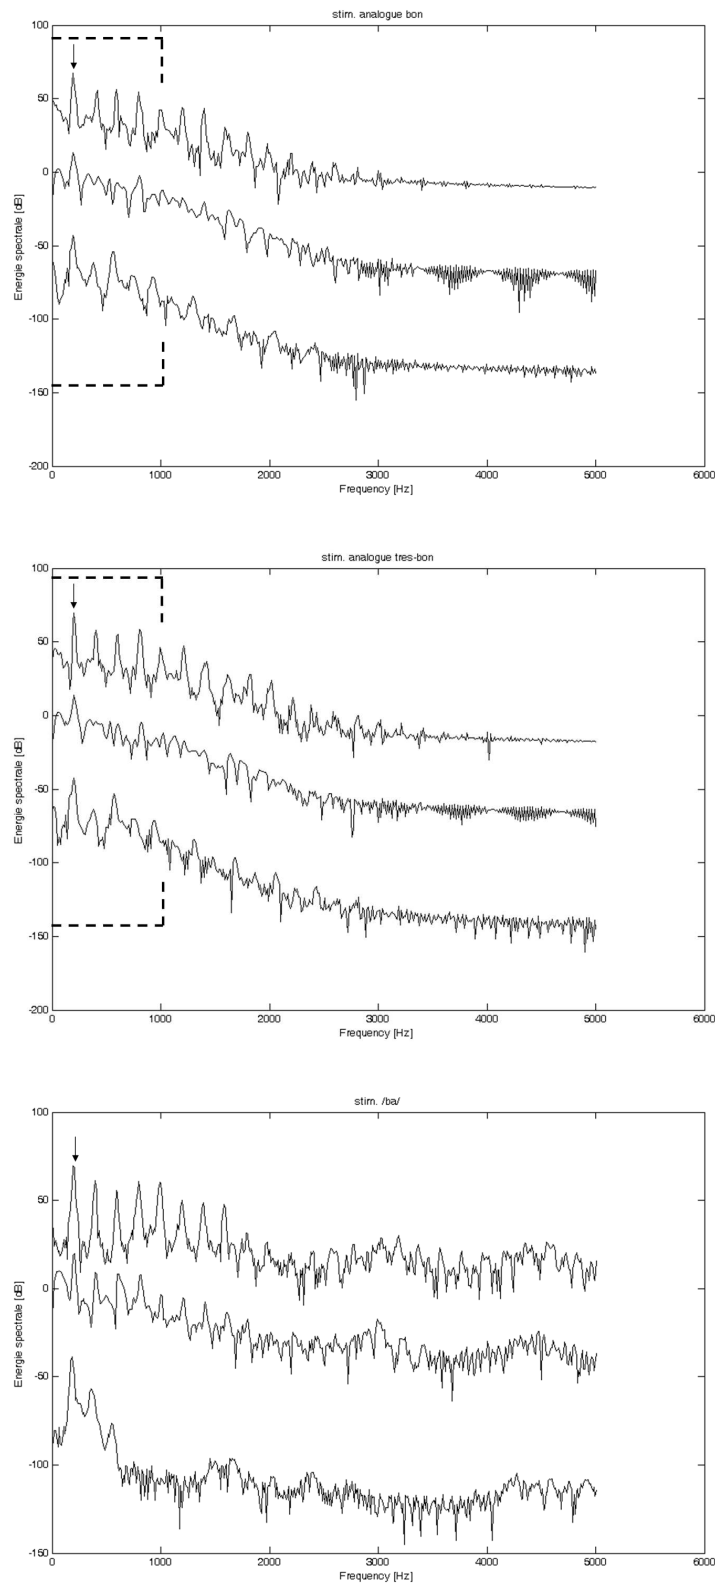 stim. analogue bon
100
50
0
-50
-100
-150
-200
Energie spectrale [dB]
0 1000 2000 3000 4000 5000 6000
Frequency [Hz]
stim. analogue tres-bon
100
50
0
-50
-100
-150
-200
Energie spectrale [dB]
0 1000 2000 3000 4000 5000 6000
Frequency [Hz]
stim. /ba/
100
50
0
-50
-100
-150
Energie spectrale [dB]
0 1000 2000 3000 4000 5000 6000
Frequency [Hz]